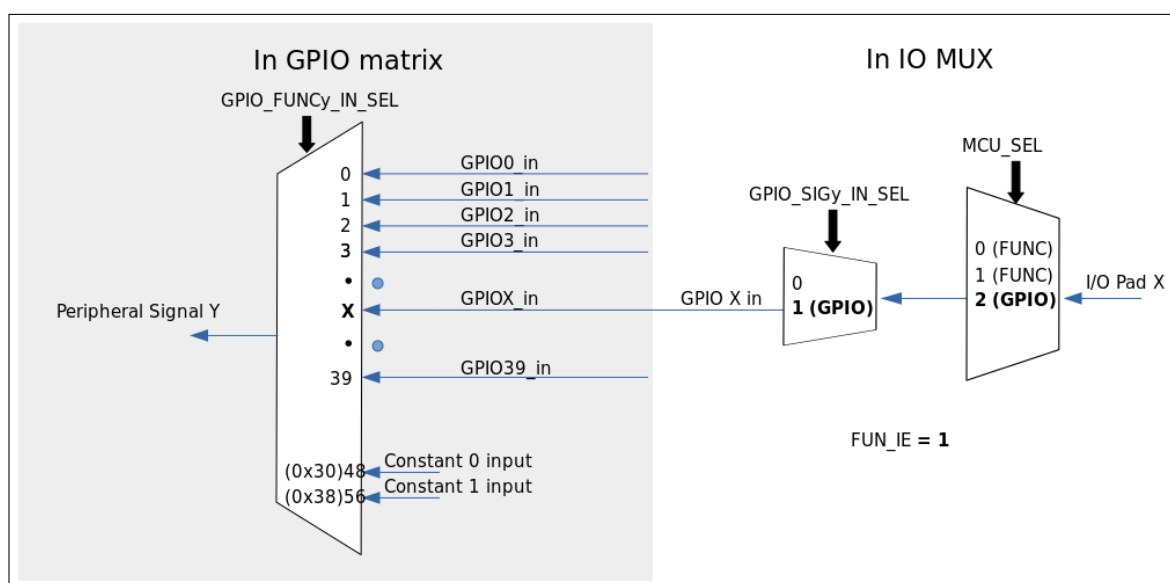 In GPIO matrix
In IO MUX
GPIO_FUNCy_IN_SEL
MCU_SEL
GPIO_SIGy_IN_SEL
0
GPIO0_in
1
GPIO1_in
2
GPIO2_in
3
GPIO3_in
0 (FUNC)
1 (FUNC)
2 (GPIO)
I/O Pad X
0
1 (GPIO)
GPIO X in
X
GPIOX_in
Peripheral Signal Y
39
GPIO39_in
FUN_IE = 1
(0x30)48
Constant 0 input
(0x38)56
Constant 1 input